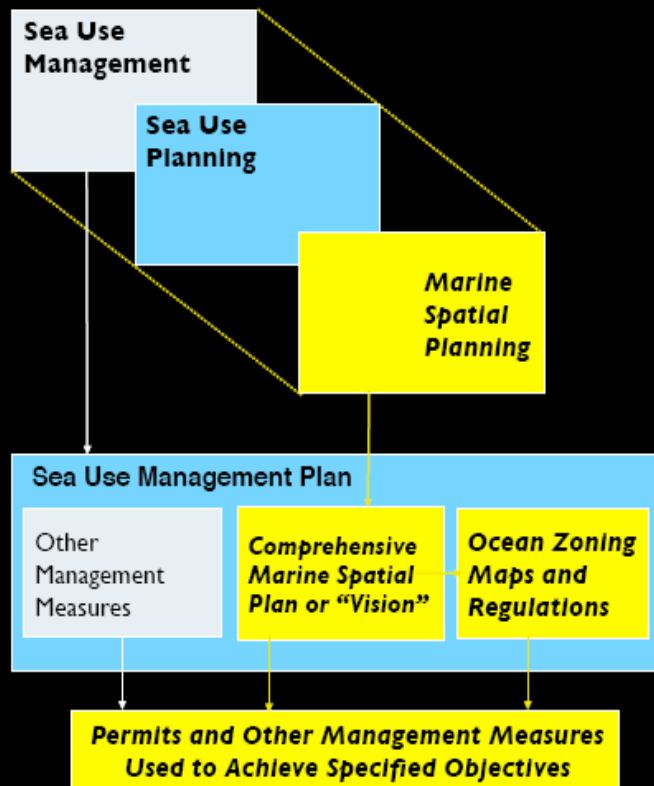 Sea Use
Management
Sea Use
Planning
Marine
Spatial
Planning
Sea Use Management Plan
Other
Management
Measures
Comprehensive
Marine Spatial
Plan or “Vision”
Ocean Zoning
Maps and
Regulations
Permits and Other Management Measures
Used to Achieve Specified Objectives